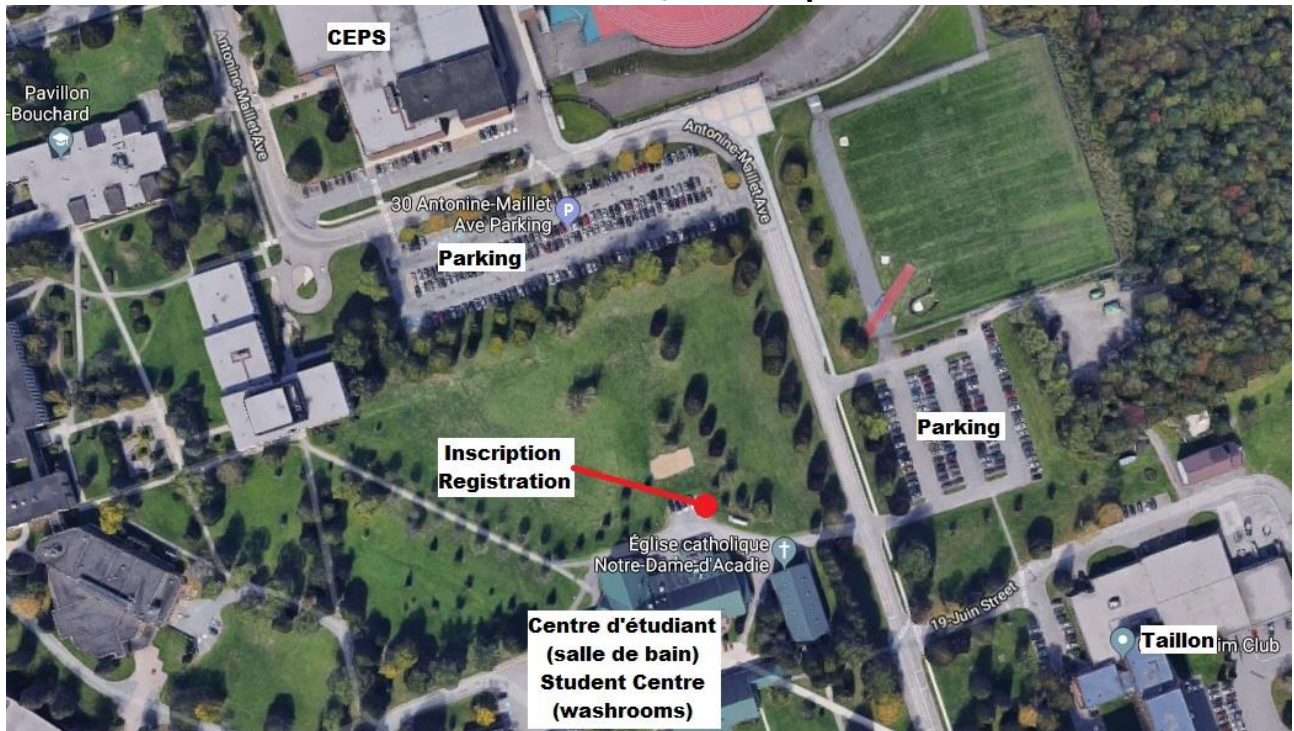 CEPS
Antonine-Maillet Ave
Pavillon
-Bouchard
Antonine-Maillet Ave
30 Antonine-Maillet
Ave Parking
P
Parking
Parking
Inscription
Registration
Église catholique
Notre-Dame-d'Acadie
19-Juin Street
Centre d'étudiant
(salle de bain)
Student Centre
(washrooms)
Taillon
im Club